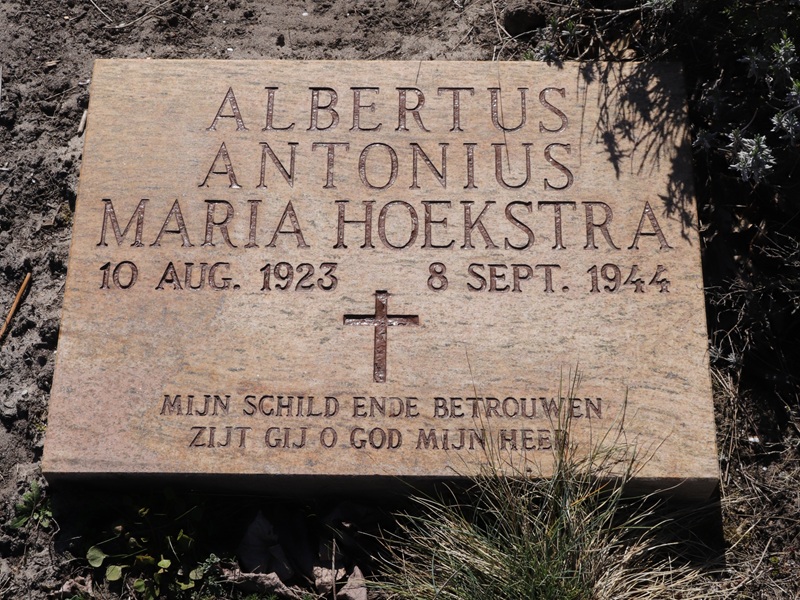 ALBERTUS
ANTONIUS
MARIA HOEKSTRA
10 AUG. 1923 8 SEPT. 1944
MIJN SCHILD ENDE BETROUWEN
ZIJT GIJ O GOD MIJN HEER